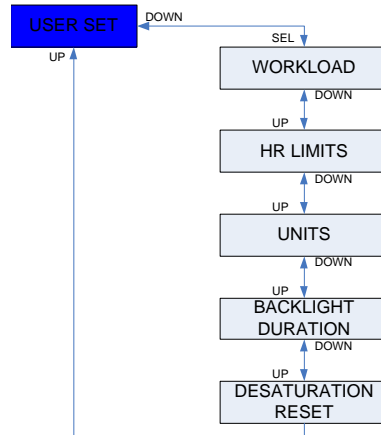 USER SET
DOWN
UP
SEL
WORKLOAD
DOWN
UP
HR LIMITS
DOWN
UP
UNITS
DOWN
UP
BACKLIGHT
DURATION
DOWN
UP
DESATURATION
RESET